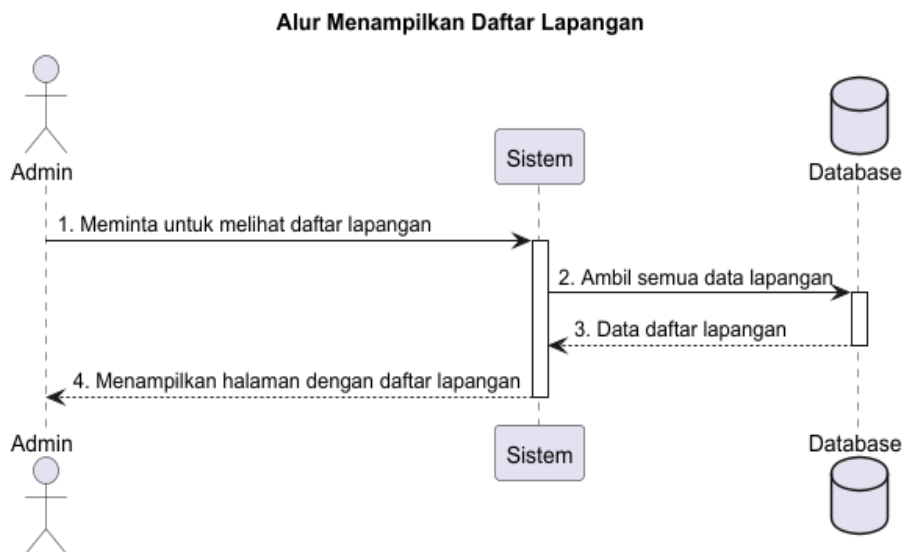 Alur Menampilkan Daftar Lapangan
Admin
Sistem
Database
1. Meminta untuk melihat daftar lapangan
2. Ambil semua data lapangan
3. Data daftar lapangan
4. Menampilkan halaman dengan daftar lapangan
Admin
Sistem
Database